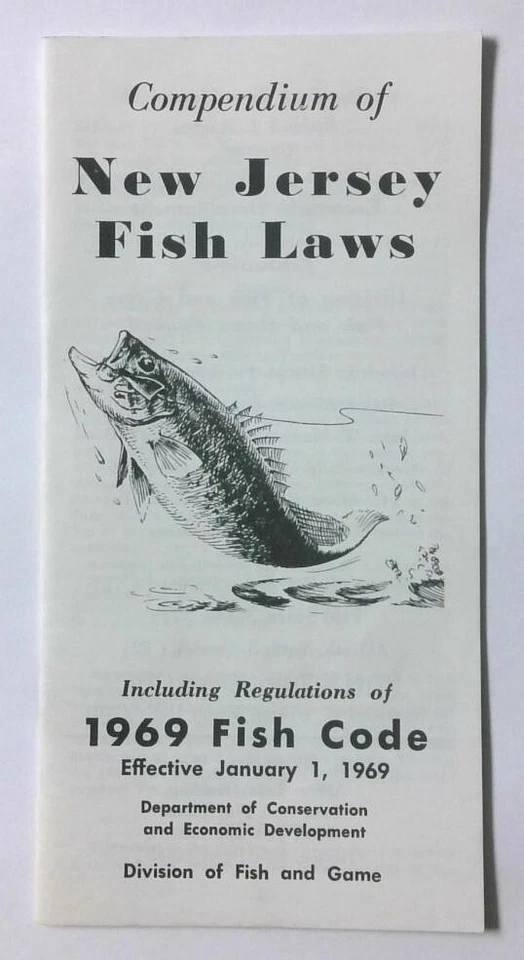 Compendium of
New Jersey
Fish Laws
Including Regulations of
1969 Fish Code
Effective January 1, 1969
Department of Conservation
and Economic Development
Division of Fish and Game